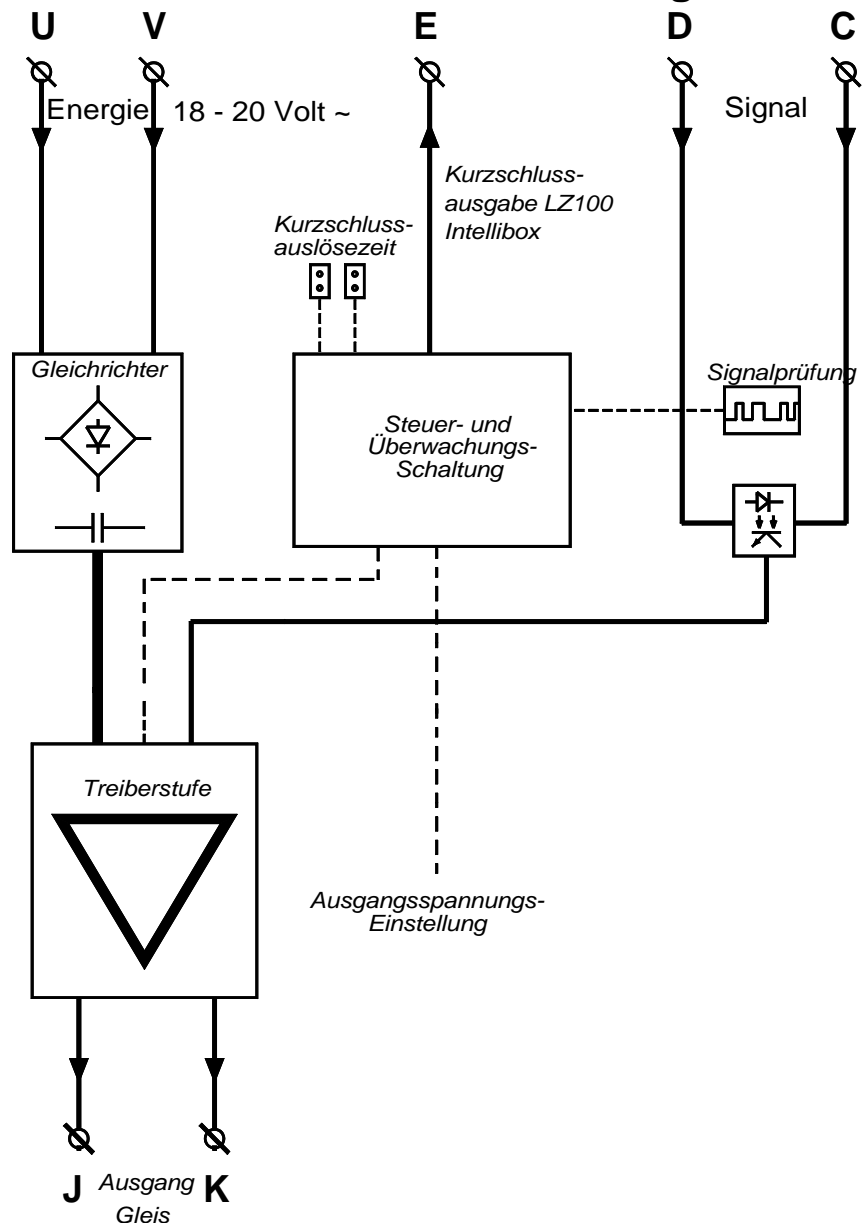 U V E D C
Energie 18 - 20 Volt ~
Signal
Kurzschluss-
ausgabe LZ100
Intellibox
Kurzschluss-
auslösezeit
Gleichrichter
Steuer- und
Überwachungs-
Schaltung
Signalprüfung
Treiberstufe
Ausgangsspannungs-
Einstellung
J Ausgang K
Gleis